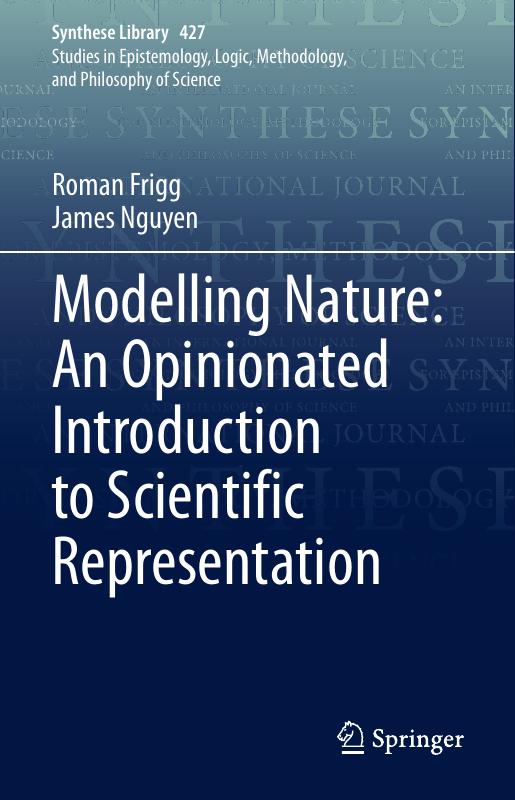 Synthese Library 427
Studies in Epistemology, Logic, Methodology,
and Philosophy of Science
Roman Frigg
James Nguyen
Modelling Nature:
An Opinionated
Introduction
to Scientific
Representation
Springer